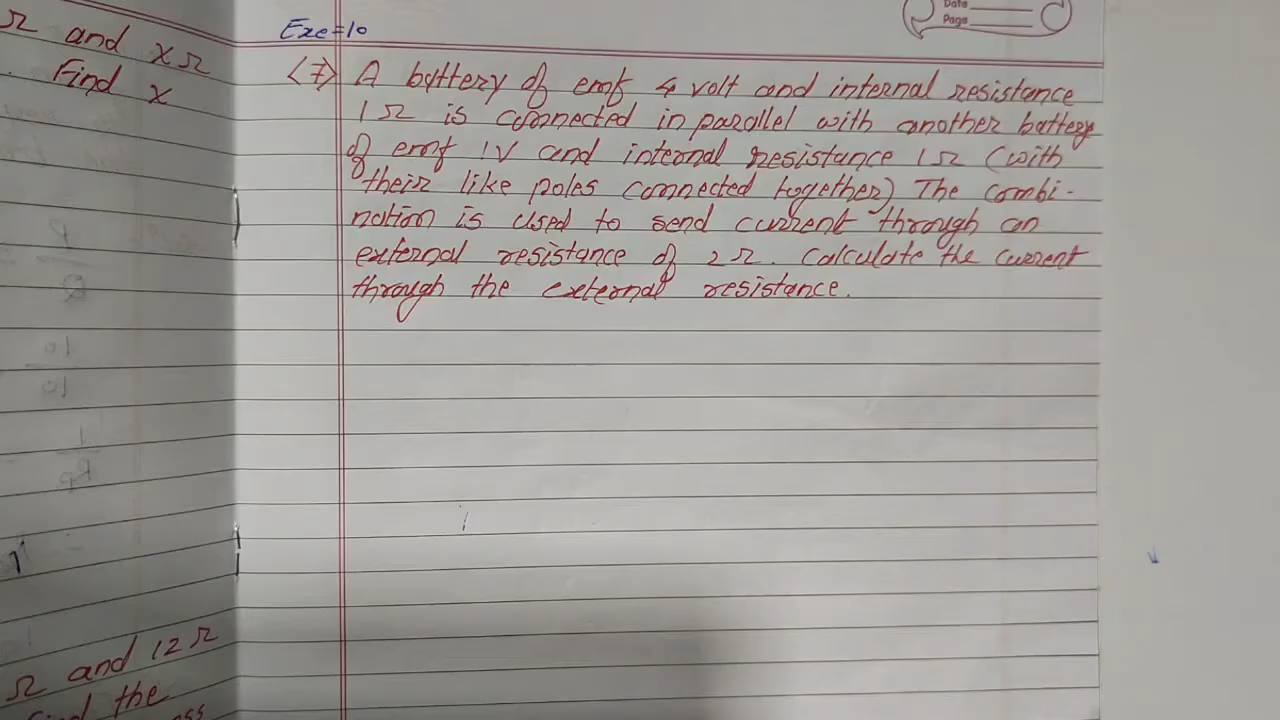 Ω and xΩ
Find x
Ω and 12Ω
the
Date
Page
Exe=10
(7) A battery of emf 4 volt and internal resistance
1Ω is connected in parallel with another battery
of emf 1V and internal resistance 1Ω (with
their like poles connected together) The combi-
nation is used to send current through an
external resistance of 2Ω. Calculate the current
through the external resistance.